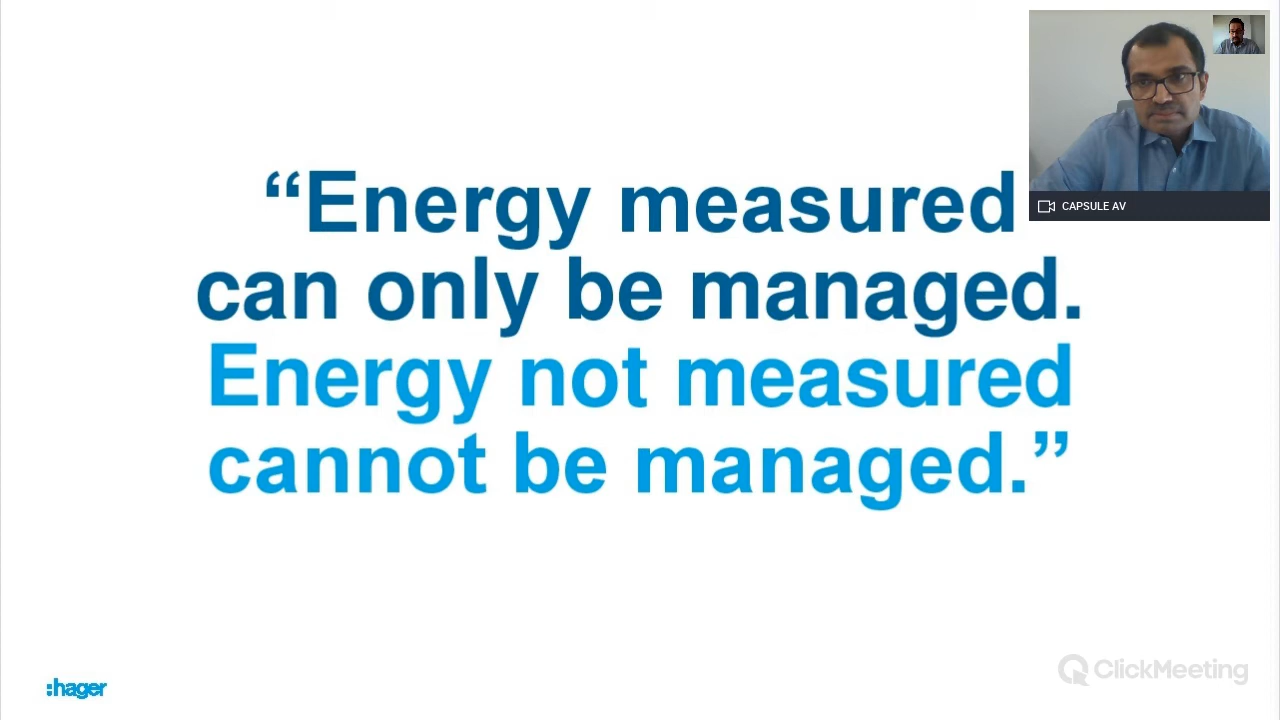 “Energy measured
can only be managed.
Energy not measured
cannot be managed.”
CAPSULE AV
:hager
ClickMeeting